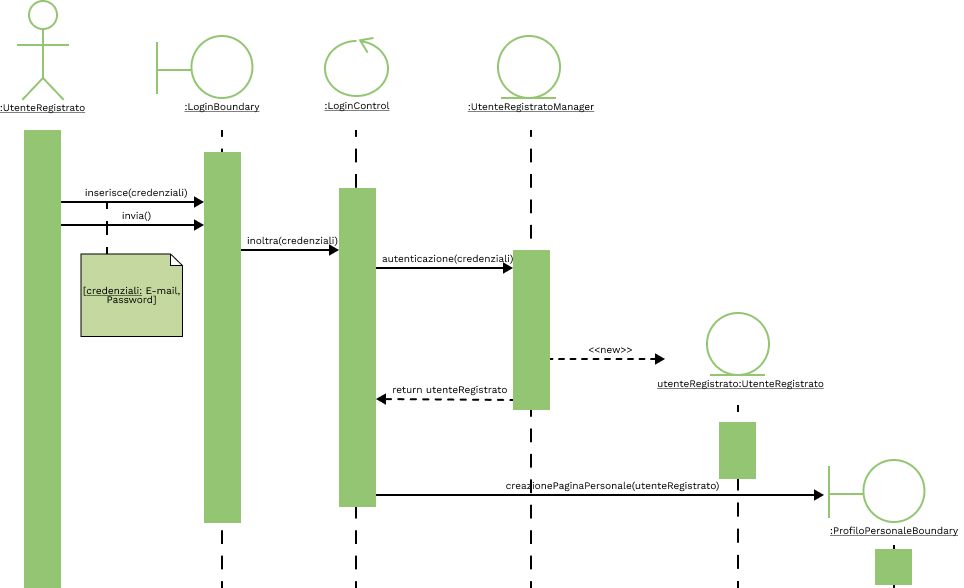 :UtenteRegistrato
:LoginBoundary
:LoginControl
:UtenteRegistratoManager
inserisce(credenziali)
invia()
inoltra(credenziali)
autenticazione(credenziali)
[credenziali: E-mail,
Password]
<<new>>
utenteRegistrato:UtenteRegistrato
return utenteRegistrato
creazionePaginaPersonale(utenteRegistrato)
:ProfiloPersonaleBoundary